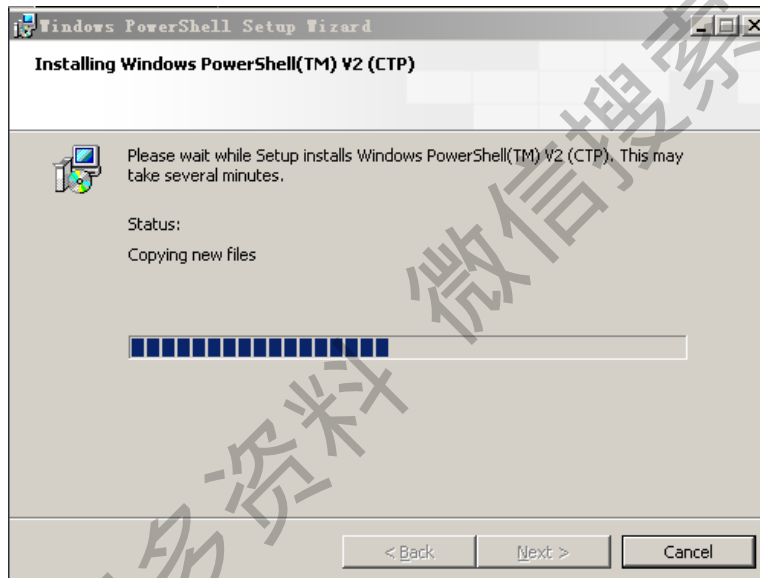 Windows PowerShell Setup Wizard
Installing Windows PowerShell(TM) V2 (CTP)
Please wait while Setup installs Windows PowerShell(TM) V2 (CTP). This may
take several minutes.
Status:
Copying new files
< Back
Next >
Cancel
多资料 微信搜索